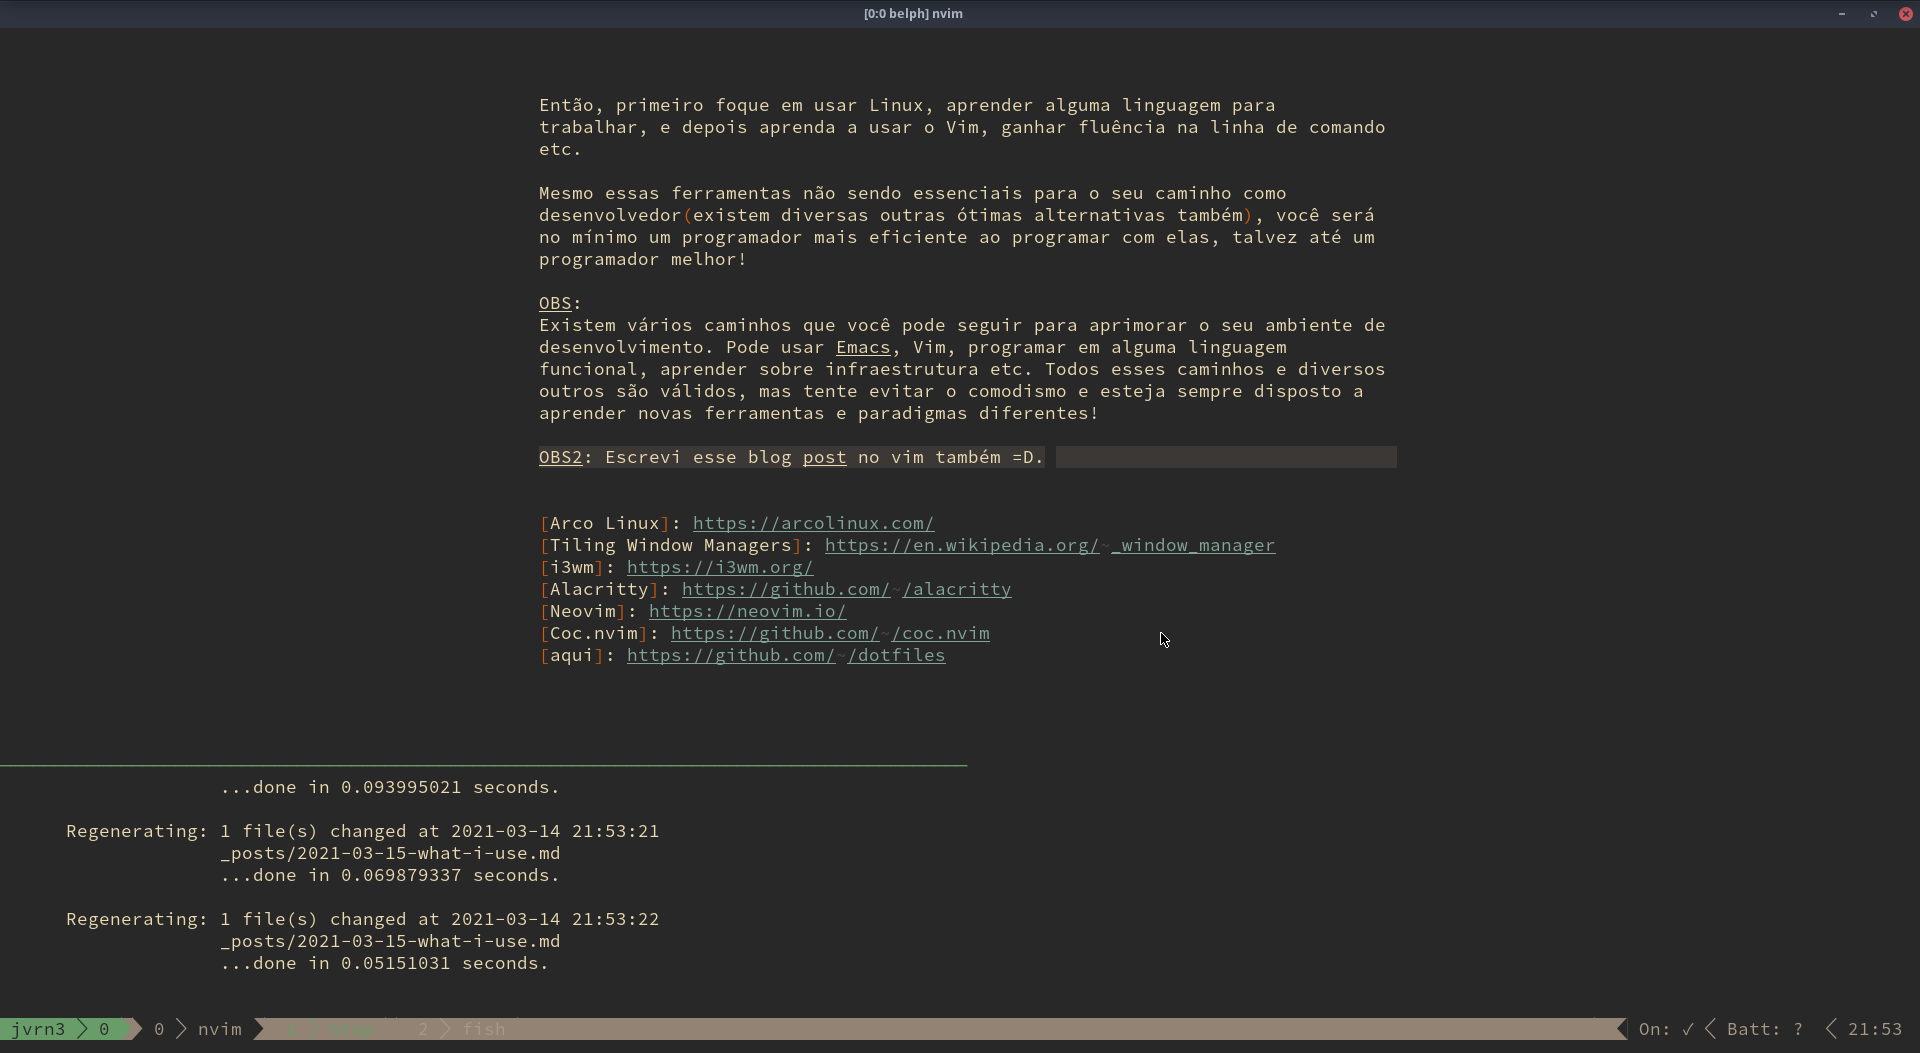 [0:0 belph] nvim
Então, primeiro foque em usar Linux, aprender alguma linguagem para
trabalhar, e depois aprenda a usar o Vim, ganhar fluência na linha de comando
etc.
Mesmo essas ferramentas não sendo essenciais para o seu caminho como
desenvolvedor(existem diversas outras ótimas alternativas também), você será
no mínimo um programador mais eficiente ao programar com elas, talvez até um
programador melhor!
OBS:
Existem vários caminhos que você pode seguir para aprimorar o seu ambiente de
desenvolvimento. Pode usar Emacs, Vim, programar em alguma linguagem
funcional, aprender sobre infraestrutura etc. Todos esses caminhos e diversos
outros são válidos, mas tente evitar o comodismo e esteja sempre disposto a
aprender novas ferramentas e paradigmas diferentes!
OBS2: Escrevi esse blog post no vim também =D.
[Arco Linux]: https://arcolinux.com/
[Tiling Window Managers]: https://en.wikipedia.org/~_window_manager
[i3wm]: https://i3wm.org/
[Alacritty]: https://github.com/~/alacritty
[Neovim]: https://neovim.io/
[Coc.nvim]: https://github.com/~/coc.nvim
[aqui]: https://github.com/~/dotfiles
...done in 0.093995021 seconds.
Regenerating: 1 file(s) changed at 2021-03-14 21:53:21
_posts/2021-03-15-what-i-use.md
...done in 0.069879337 seconds.
Regenerating: 1 file(s) changed at 2021-03-14 21:53:22
_posts/2021-03-15-what-i-use.md
...done in 0.05151031 seconds.
jvrn3 0 0 nvim 2 fish On: ✓ Batt: ? 21:53